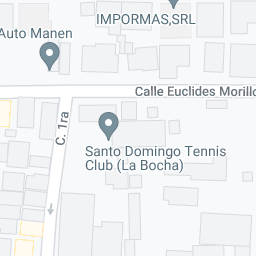 IMPORMAS,SRL
Auto Manen
Calle Euclides Morillo
C. 1ra
Santo Domingo Tennis
Club (La Bocha)